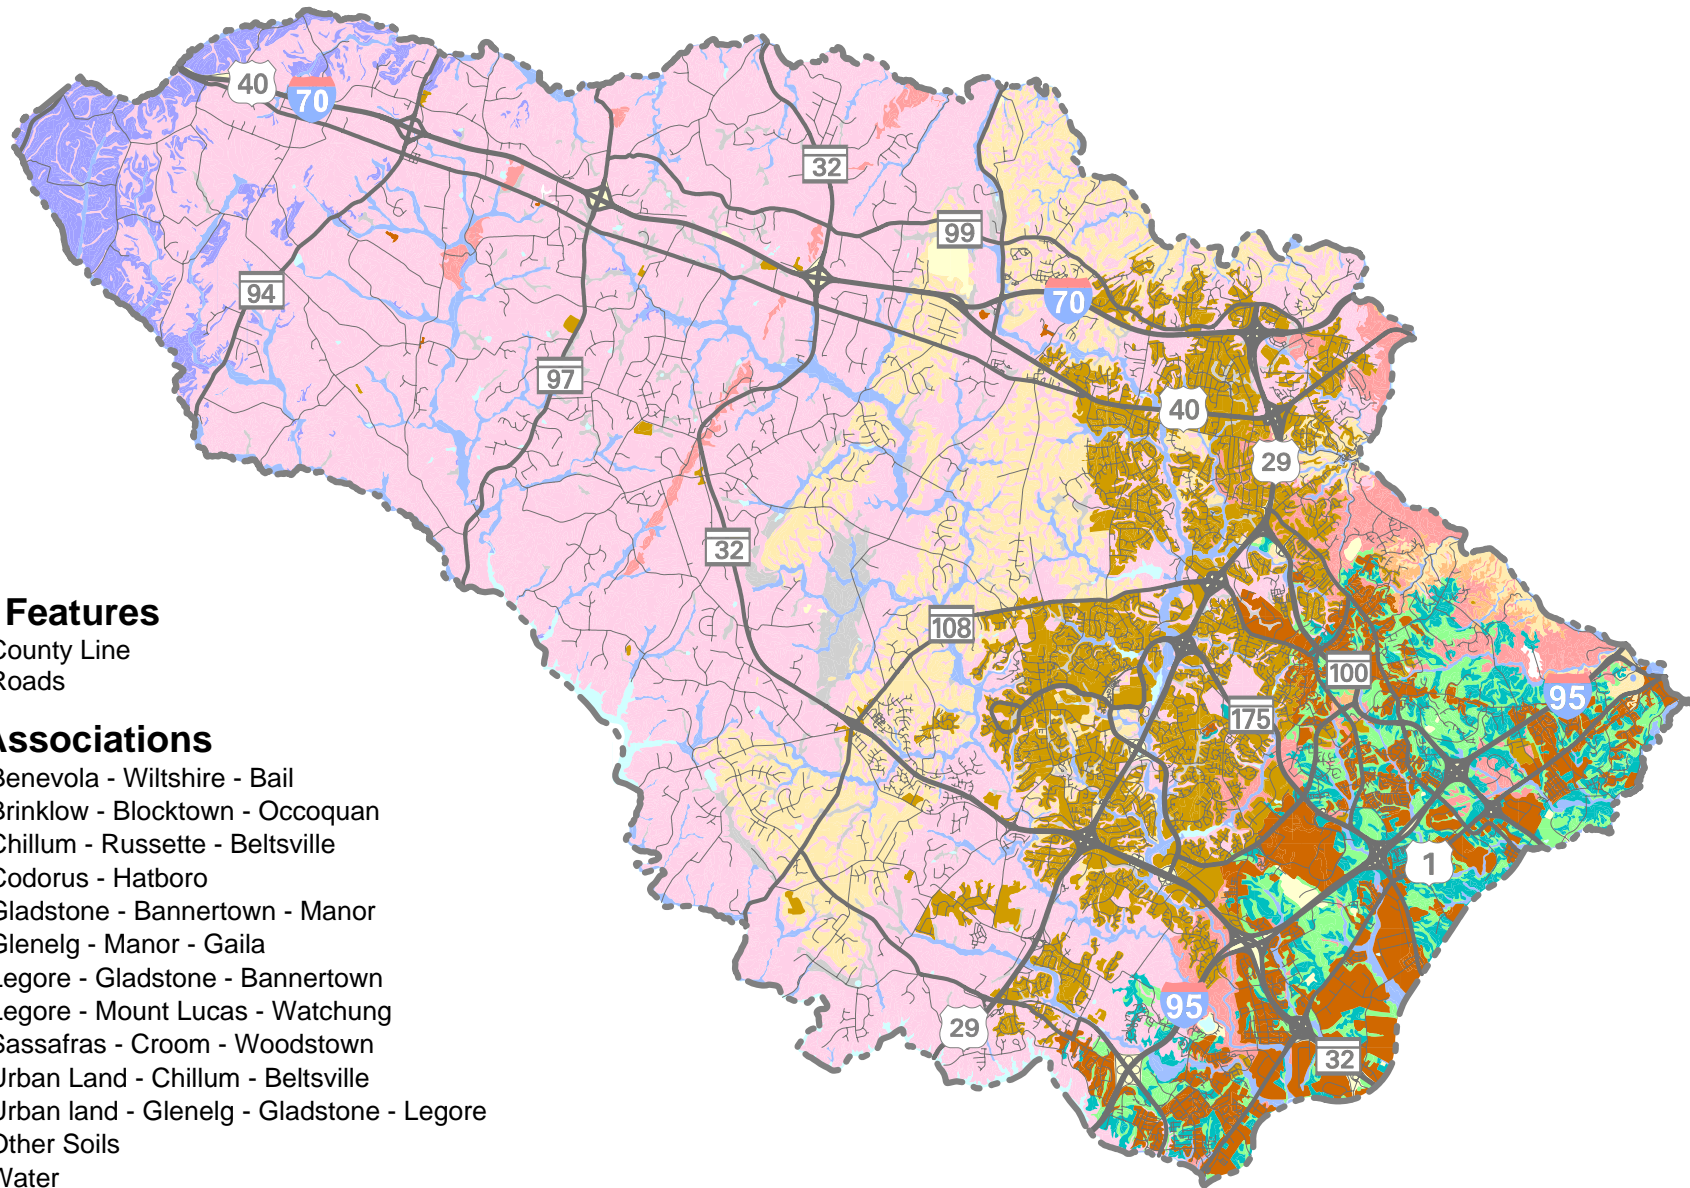 40
70
32
99
94
70
97
40
29
32
108
100
95
175
1
95
29
32
Features
County Line
Roads
Associations
Benevola - Wiltshire - Bail
Brinklow - Blocktown - Occoquan
Chillum - Russette - Beltsville
Codorus - Hatboro
Gladstone - Bannertown - Manor
Glenelg - Manor - Gaila
Legore - Gladstone - Bannertown
Legore - Mount Lucas - Watchung
Sassafras - Croom - Woodstown
Urban Land - Chillum - Beltsville
Urban land - Glenelg - Gladstone - Legore
Other Soils
Water